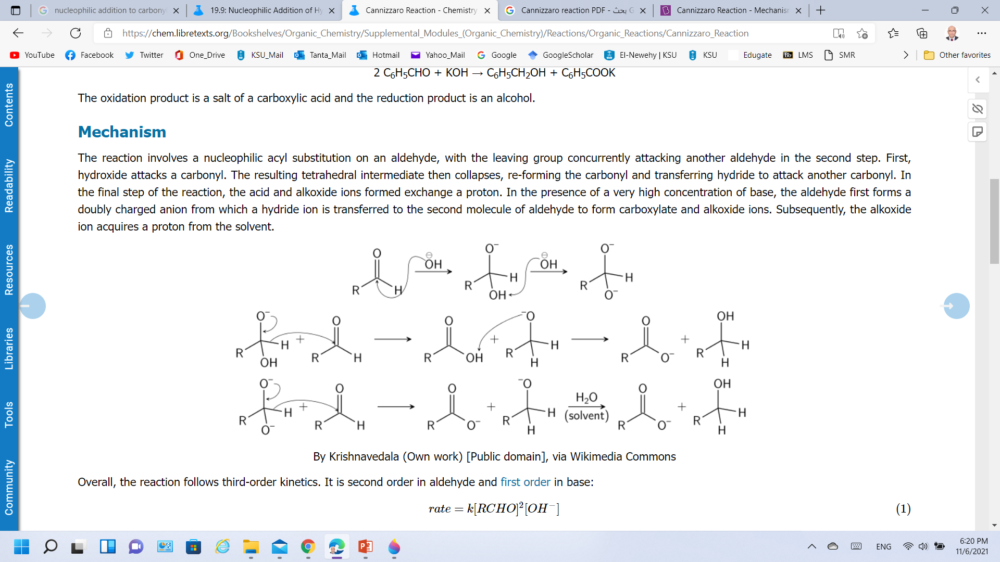 nucleophilic addition to carbony
19.9: Nucleophilic Addition of Hy
Cannizzaro Reaction - Chemistry
Cannizzaro reaction PDF - بحث G
Cannizzaro Reaction - Mechanism
https://chem.libretexts.org/Bookshelves/Organic_Chemistry/Supplemental_Modules_(Organic_Chemistry)/Reactions/Organic_Reactions/Cannizzaro_Reaction
YouTube Facebook Twitter One_Drive KSU_Mail Tanta_Mail Hotmail Yahoo_Mail Google GoogleScholar El-Newehy | KSU KSU Edugate Bb LMS SMR Other favorites
Contents
Readability
Resources
Libraries
Tools
Community
2 C₆H₅CHO + KOH → C₆H₅CH₂OH + C₆H₅COOK
The oxidation product is a salt of a carboxylic acid and the reduction product is an alcohol.
Mechanism
The reaction involves a nucleophilic acyl substitution on an aldehyde, with the leaving group concurrently attacking another aldehyde in the second step. First,
hydroxide attacks a carbonyl. The resulting tetrahedral intermediate then collapses, re-forming the carbonyl and transferring hydride to attack another carbonyl. In
the final step of the reaction, the acid and alkoxide ions formed exchange a proton. In the presence of a very high concentration of base, the aldehyde first forms a
doubly charged anion from which a hydride ion is transferred to the second molecule of aldehyde to form carboxylate and alkoxide ions. Subsequently, the alkoxide
ion acquires a proton from the solvent.
O R H ⊖ OH O⁻ R H OH ⊖ OH O⁻ R H O⁻
O⁻ R H OH + O R H O R OH + ⁻O R H H O R O⁻ + OH R H H
O⁻ R H O⁻ + O R H O R O⁻ + ⁻O R H H H₂O (solvent) O R O⁻ + OH R H H
By Krishnavedala (Own work) [Public domain], via Wikimedia Commons
Overall, the reaction follows third-order kinetics. It is second order in aldehyde and first order in base:
rate = k[RCHO]²[OH⁻] (1)
ENG
6:20 PM
11/6/2021